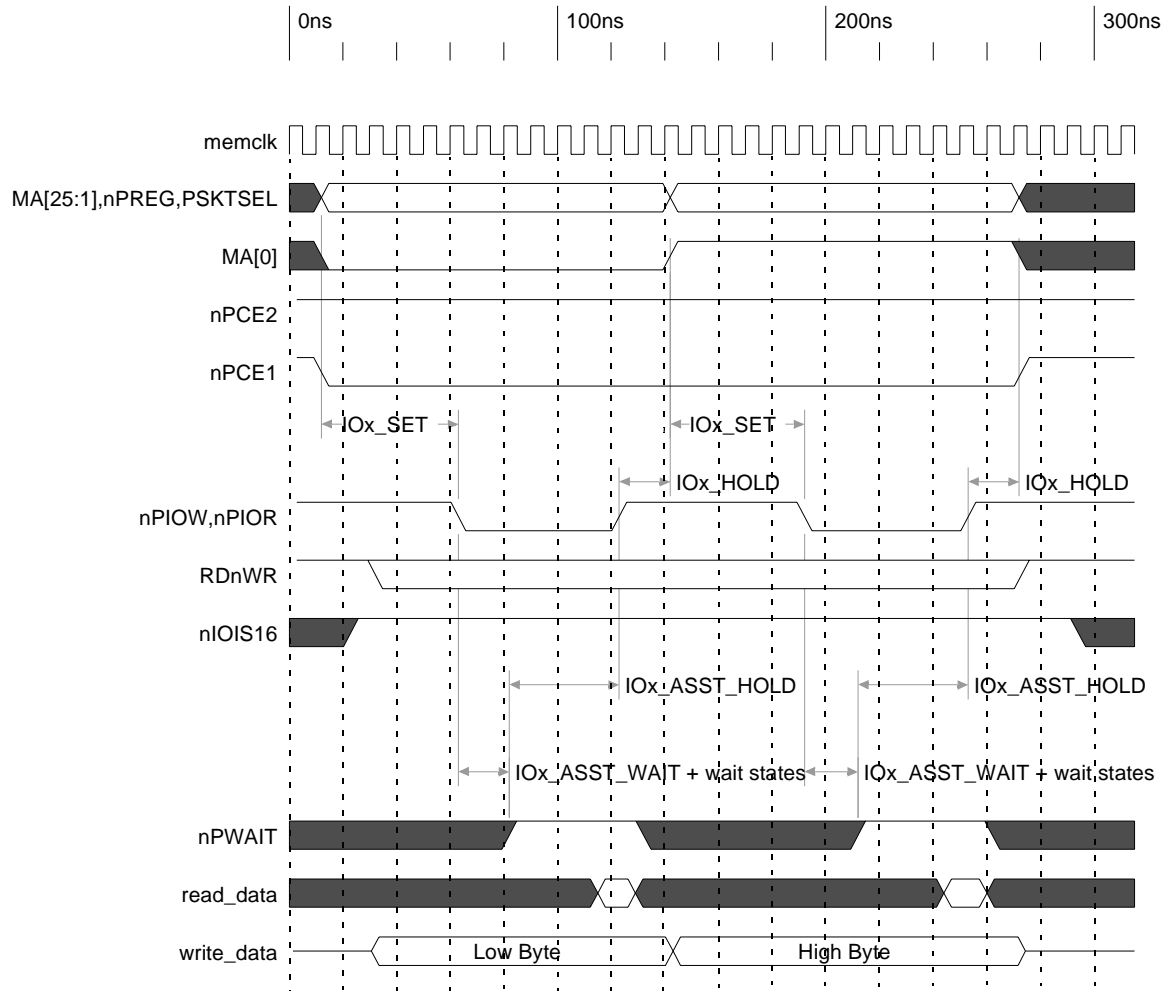 0ns 100ns 200ns 300ns
memclk
MA[25:1],nPREG,PSKTSEL
MA[0]
nPCE2
nPCE1
IOx_SET IOx_SET
IOx_HOLD IOx_HOLD
nPIOW,nPIOR
RDnWR
nIOIS16
IOx_ASST_HOLD IOx_ASST_HOLD
IOx_ASST_WAIT + wait states IOx_ASST_WAIT + wait states
nPWAIT
read_data
write_data Low Byte High Byte